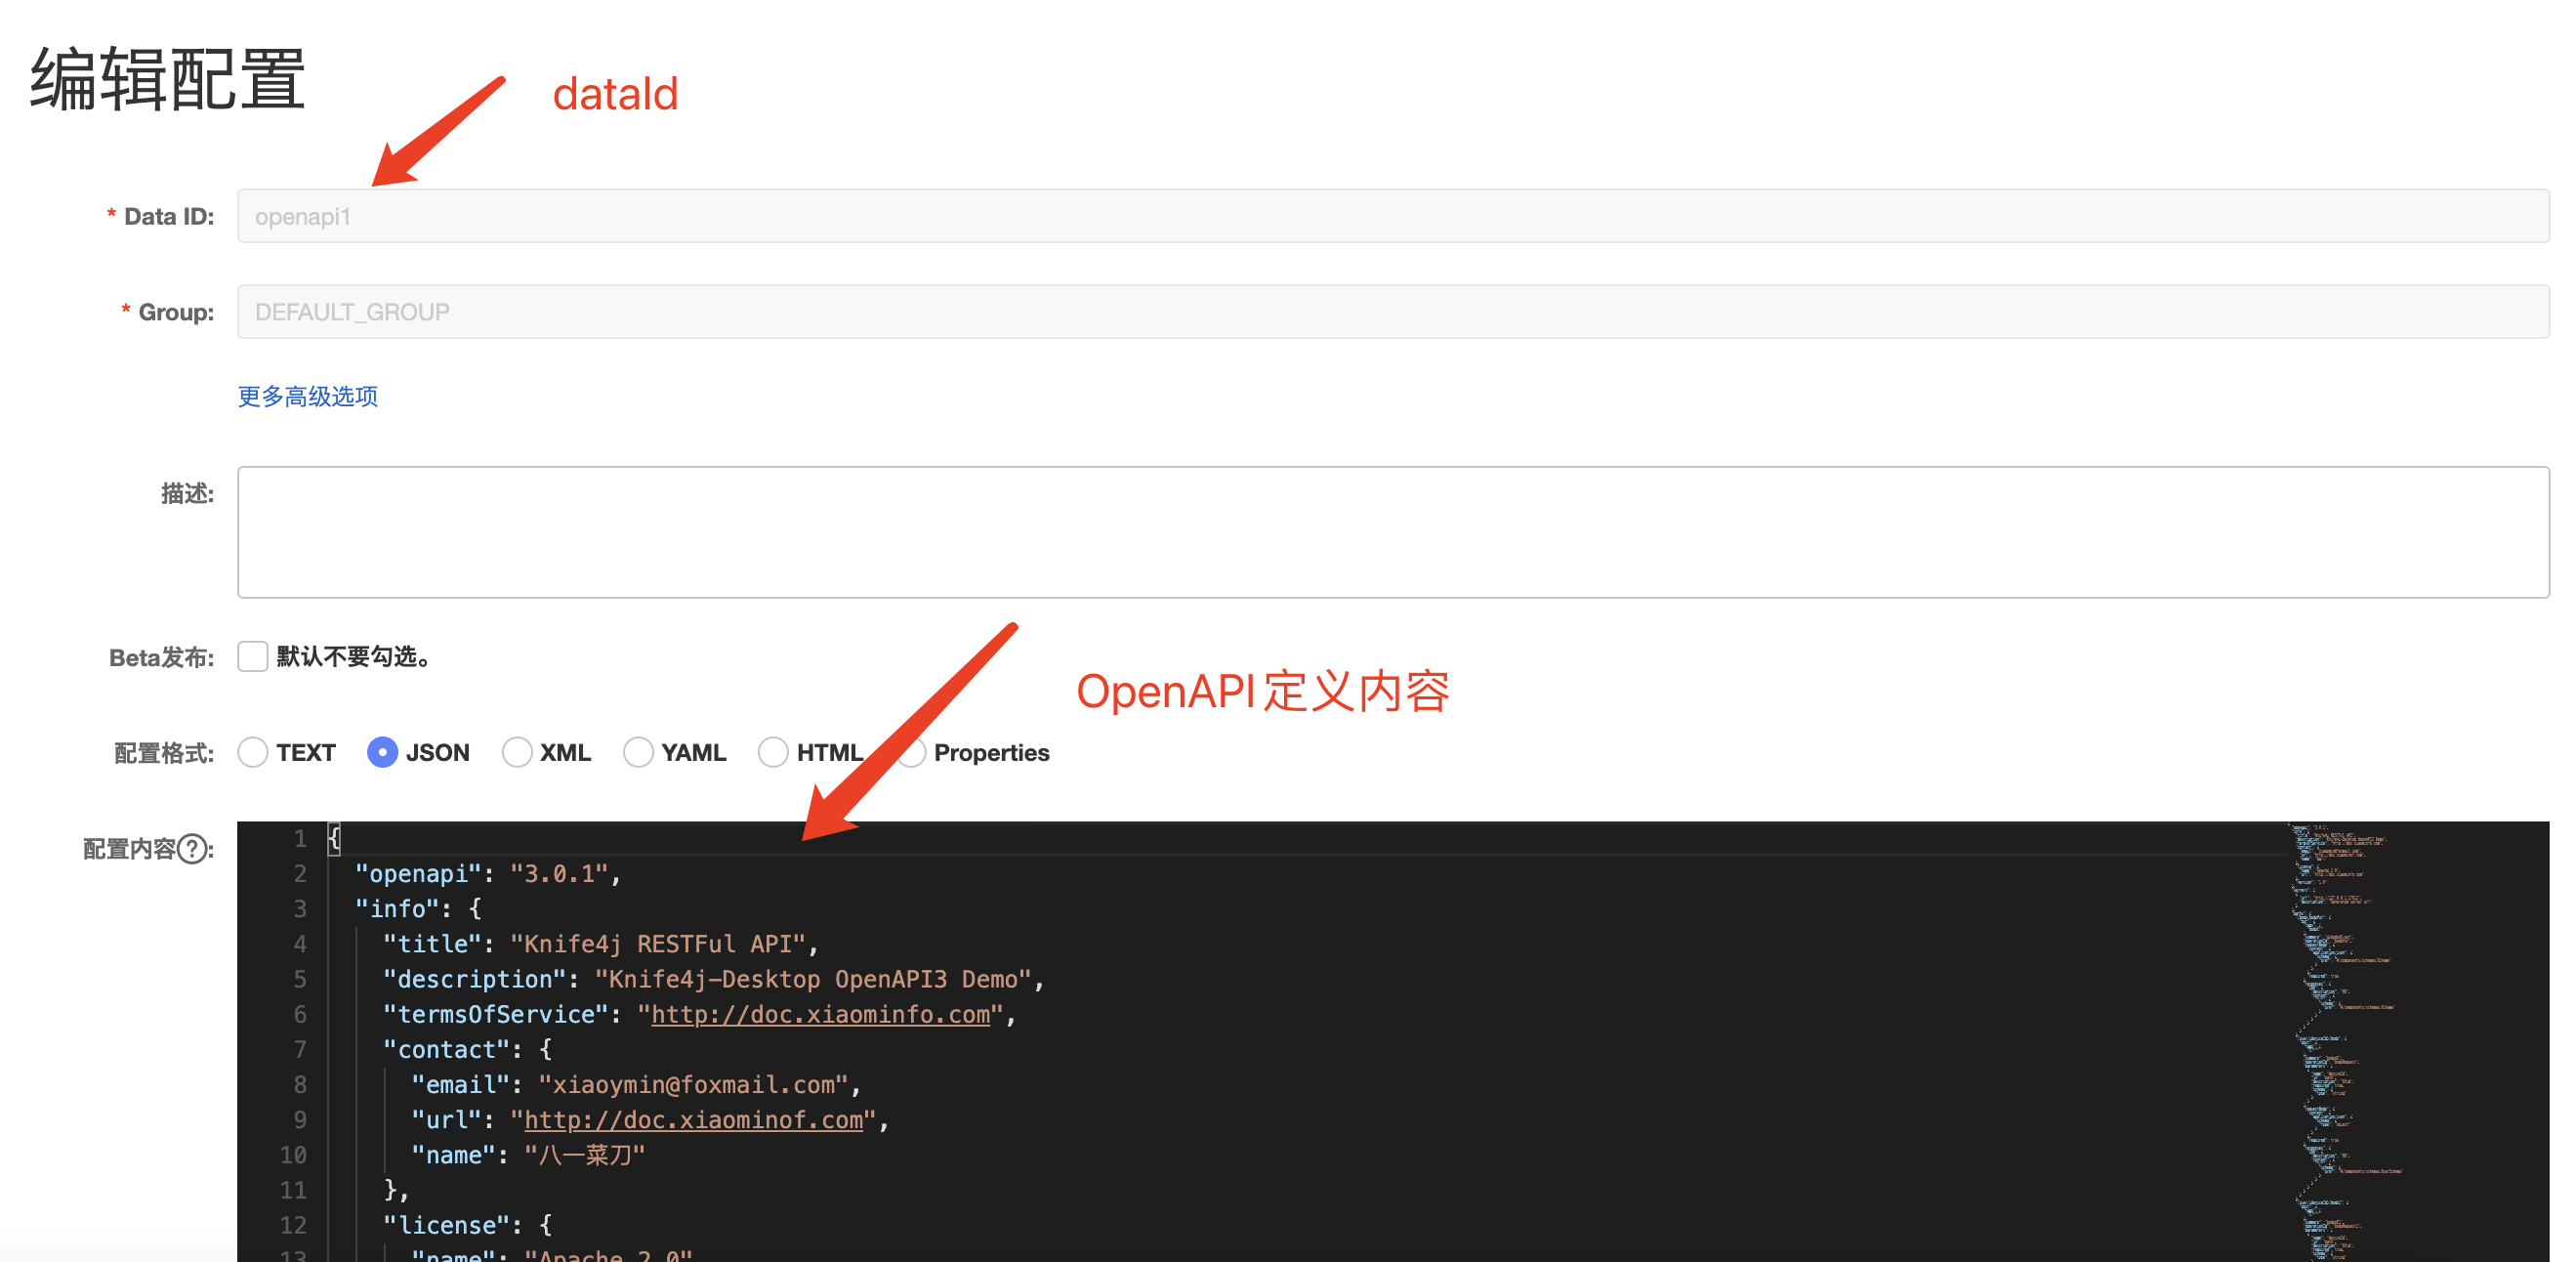 编辑配置
dataId
* Data ID: openapi1
* Group: DEFAULT_GROUP
更多高级选项
描述:
Beta发布: 默认不要勾选。
OpenAPI定义内容
配置格式: TEXT JSON XML YAML HTML Properties
配置内容?:
1 {
2 "openapi": "3.0.1",
3 "info": {
4 "title": "Knife4j RESTFul API",
5 "description": "Knife4j-Desktop OpenAPI3 Demo",
6 "termsOfService": "http://doc.xiaominfo.com",
7 "contact": {
8 "email": "xiaoymin@foxmail.com",
9 "url": "http://doc.xiaominof.com",
10 "name": "八一菜刀"
11 },
12 "license": {
13 "name": "Apache 2.0"